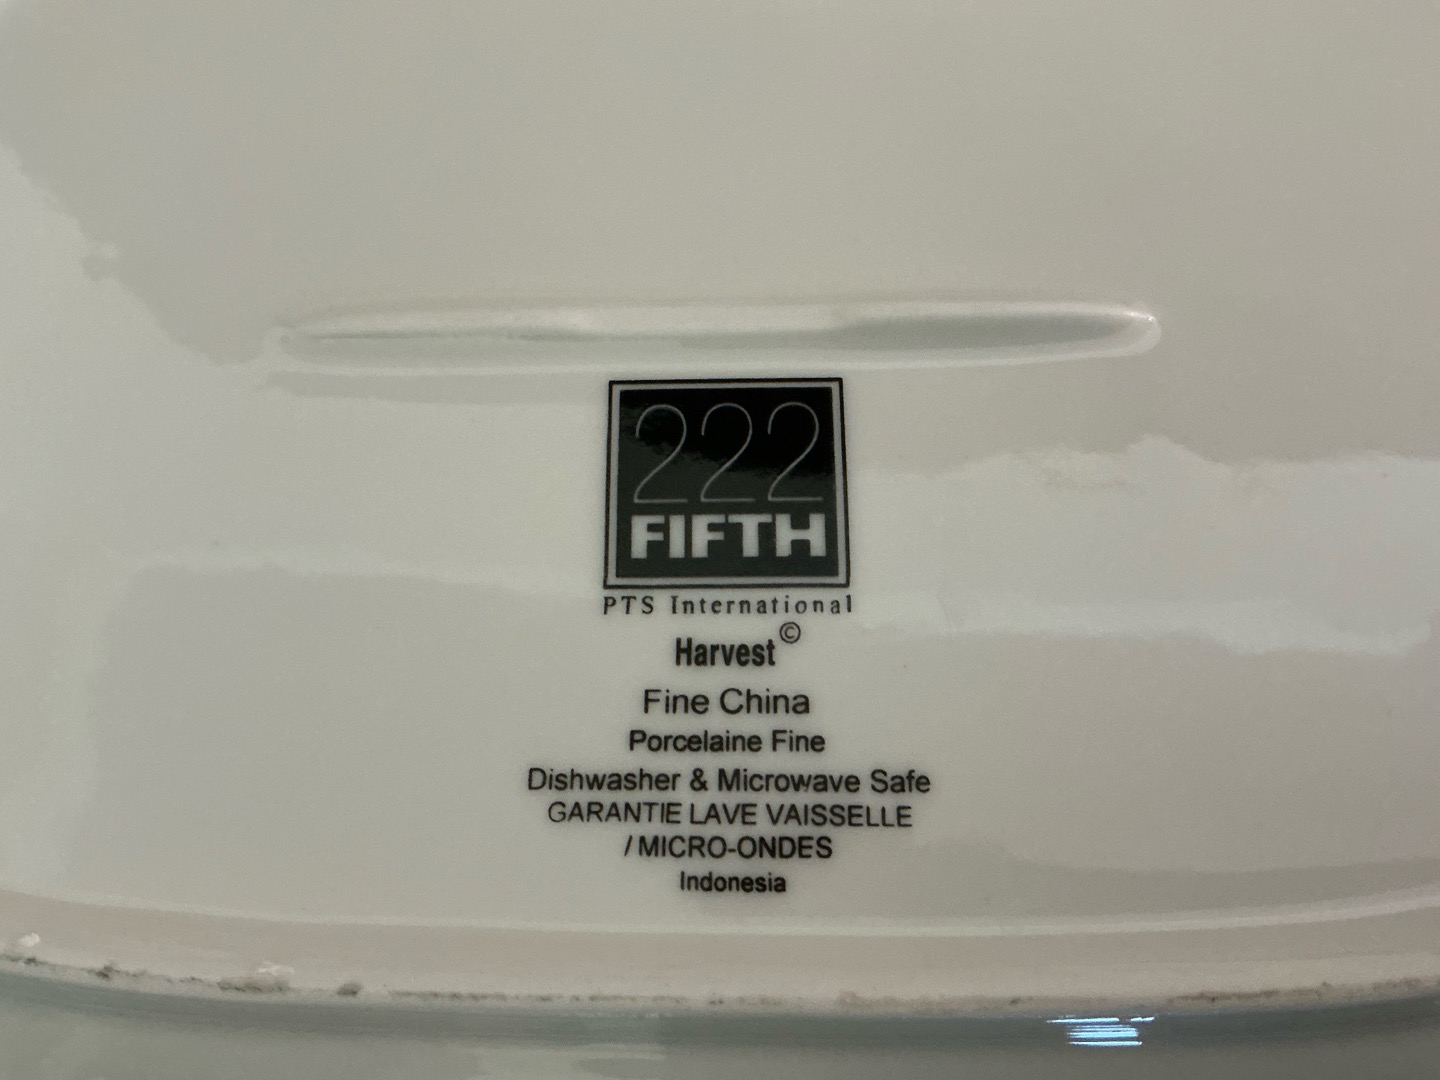 222
FIFTH
PTS International
Harvest©
Fine China
Porcelaine Fine
Dishwasher & Microwave Safe
GARANTIE LAVE VAISSELLE
/ MICRO-ONDES
Indonesia